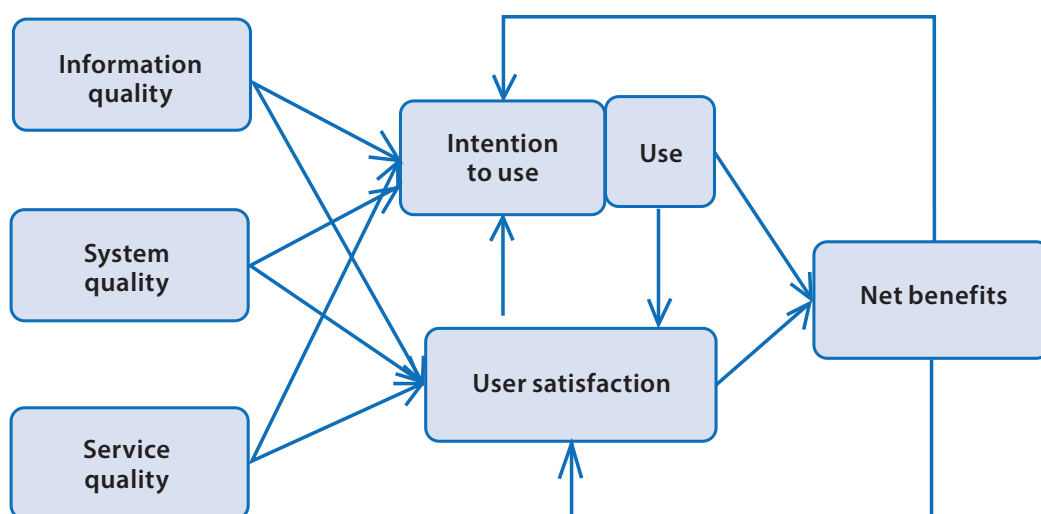 Information
quality
Intention
to use
Use
System
quality
Net benefits
User satisfaction
Service
quality